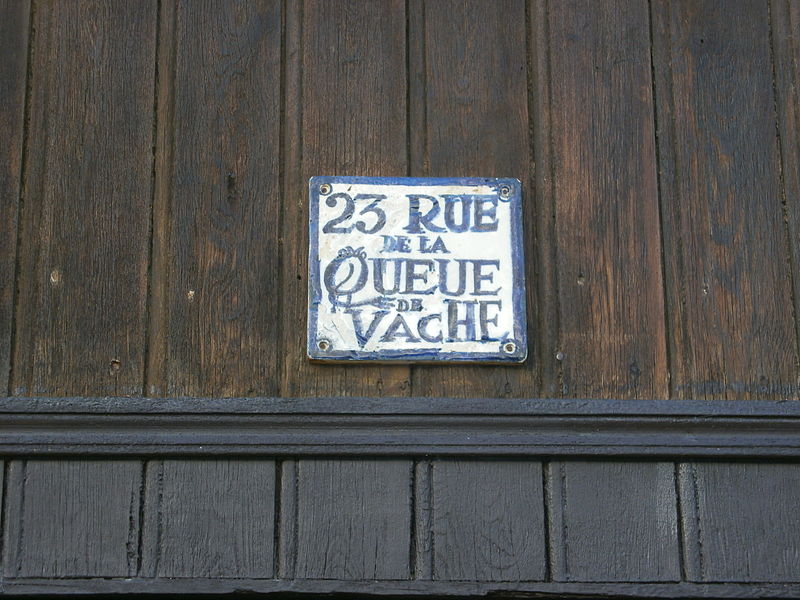 23 RUE
DE LA
QUEUE
DE
VACHE